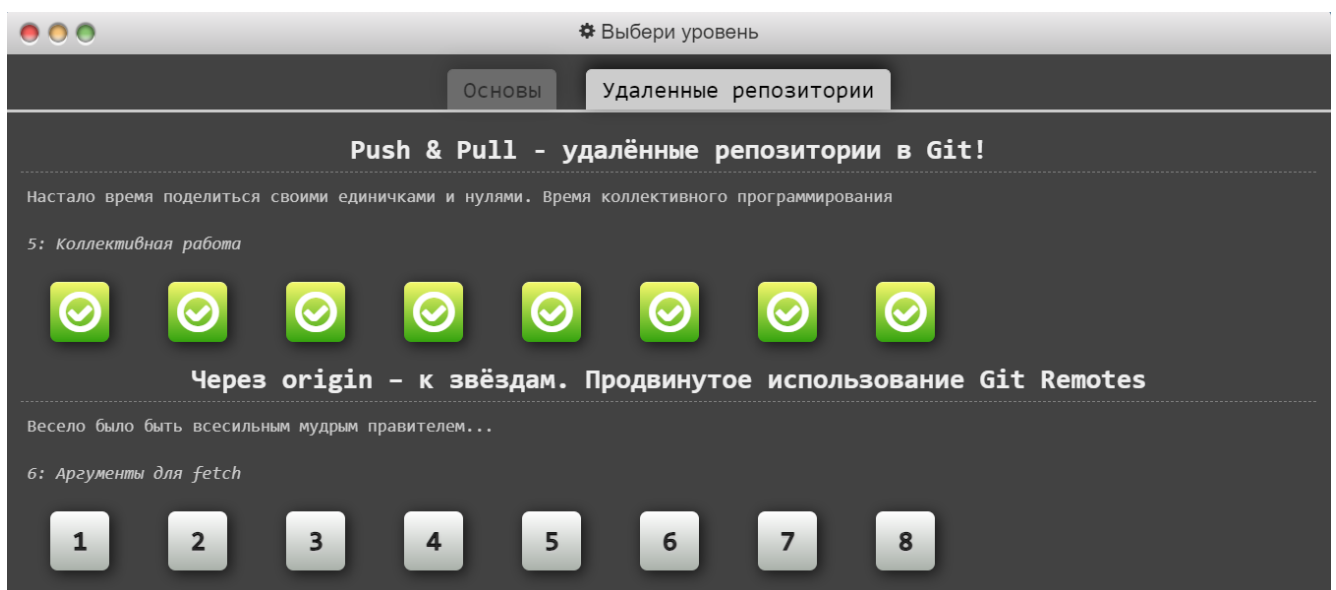 Выбери уровень
Основы Удаленные репозитории
Push & Pull - удалённые репозитории в Git!
Настало время поделиться своими единичками и нулями. Время коллективного программирования
5: Коллективная работа
Через origin – к звёздам. Продвинутое использование Git Remotes
Весело было быть всесильным мудрым правителем...
6: Аргументы для fetch
1 2 3 4 5 6 7 8